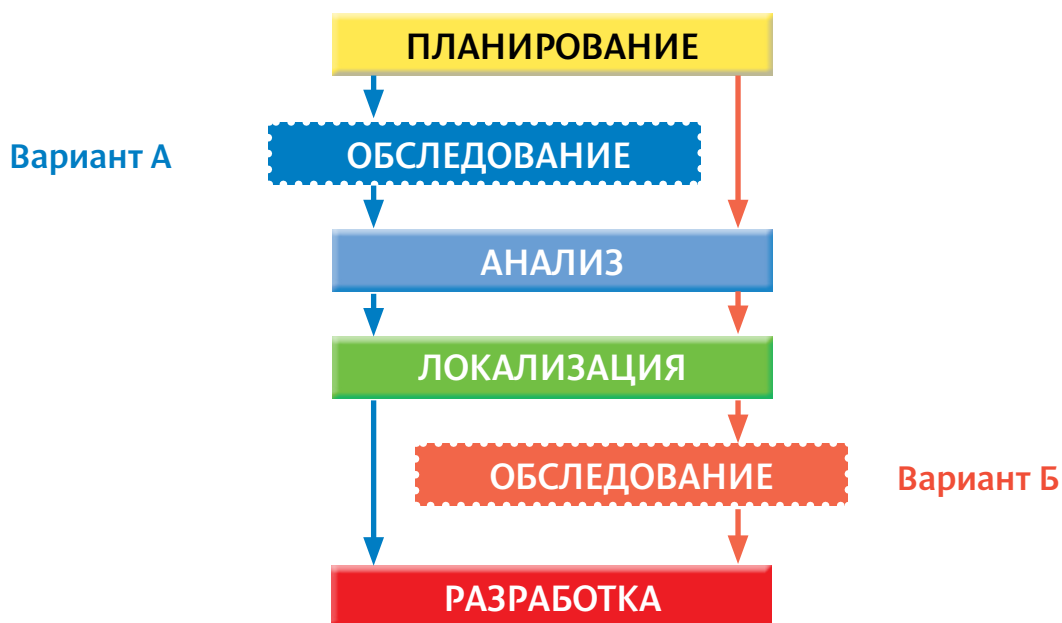 ПЛАНИРОВАНИЕ
Вариант А
ОБСЛЕДОВАНИЕ
АНАЛИЗ
ЛОКАЛИЗАЦИЯ
ОБСЛЕДОВАНИЕ
Вариант Б
РАЗРАБОТКА